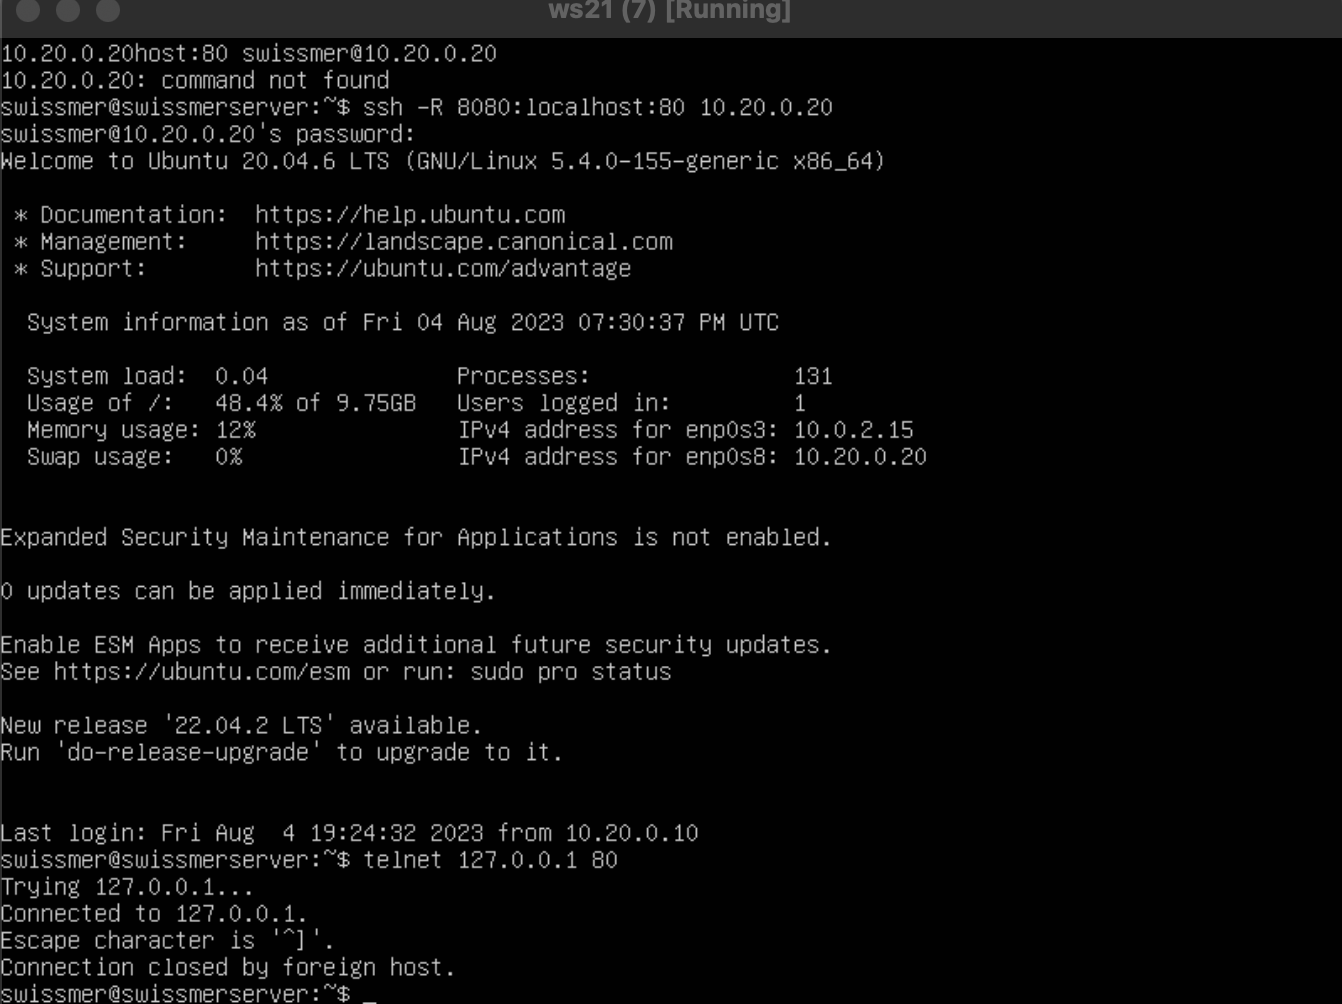 ws21 (7) [Running]
10.20.0.20host:80 swissmer@10.20.0.20
10.20.0.20: command not found
swissmer@swissmerserver:~$ ssh -R 8080:localhost:80 10.20.0.20
swissmer@10.20.0.20's password:
Welcome to Ubuntu 20.04.6 LTS (GNU/Linux 5.4.0-155-generic x86_64)
* Documentation: https://help.ubuntu.com
* Management: https://landscape.canonical.com
* Support: https://ubuntu.com/advantage
System information as of Fri 04 Aug 2023 07:30:37 PM UTC
System load: 0.04 Processes: 131
Usage of /: 48.4% of 9.75GB Users logged in: 1
Memory usage: 12% IPv4 address for enp0s3: 10.0.2.15
Swap usage: 0% IPv4 address for enp0s8: 10.20.0.20
Expanded Security Maintenance for Applications is not enabled.
0 updates can be applied immediately.
Enable ESM Apps to receive additional future security updates.
See https://ubuntu.com/esm or run: sudo pro status
New release '22.04.2 LTS' available.
Run 'do-release-upgrade' to upgrade to it.
Last login: Fri Aug  4 19:24:32 2023 from 10.20.0.10
swissmer@swissmerserver:~$ telnet 127.0.0.1 80
Trying 127.0.0.1...
Connected to 127.0.0.1.
Escape character is '^]'.
Connection closed by foreign host.
swissmer@swissmerserver:~$ _